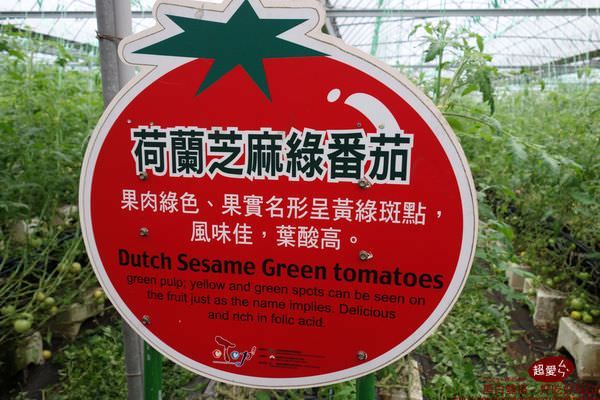 荷蘭芝麻綠番茄
果肉綠色、果實名形呈黃綠斑點，
風味佳，葉酸高。
Dutch Sesame Green tomatoes
green pulp; yellow and green spots can be seen on
the fruit just as the name implies. Delicious
and rich in folic acid
超愛